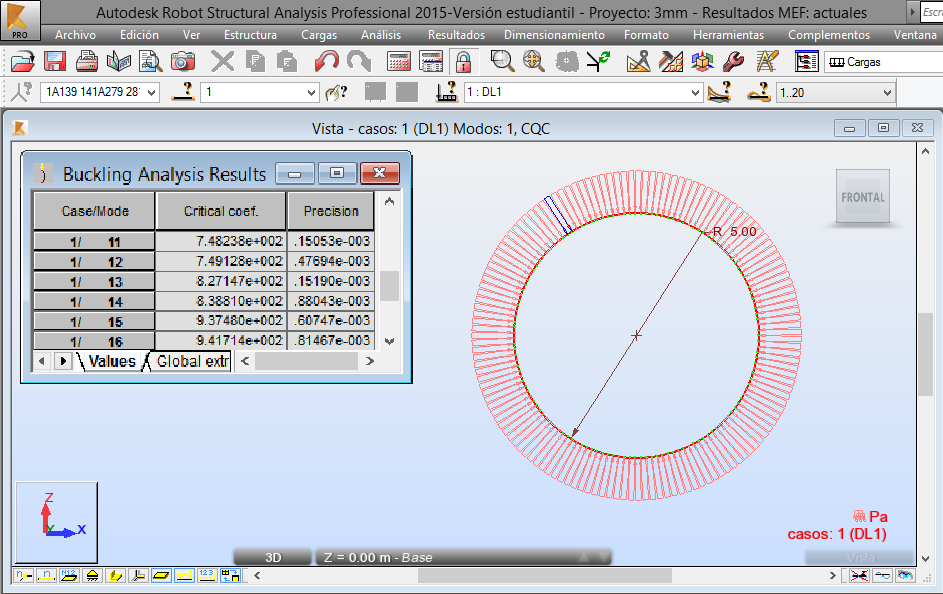 Autodesk Robot Structural Analysis Professional 2015-Versión estudiantil - Proyecto: 3mm - Resultados MEF: actuales
PRO
Archivo Edición Ver Estructura Cargas Análisis Resultados Dimensionamiento Formato Herramientas Complementos Ventana
Cargas
1 1 : DL1 1..20
Vista - casos: 1 (DL1) Modos: 1, CQC
Buckling Analysis Results
Case/Mode Critical coef. Precision
1/ 11 7.48238e+002 .15053e-003
1/ 12 7.49128e+002 .47694e-003
1/ 13 8.27147e+002 .15190e-003
1/ 14 8.38810e+002 .88043e-003
1/ 15 9.37480e+002 .60747e-003
1/ 16 9.41714e+002 .81467e-003
Values Global extr
FRONTAL
R 5.00
Z
Y
X
Pa
casos: 1 (DL1)
3D Z = 0.00 m - Base
Vista